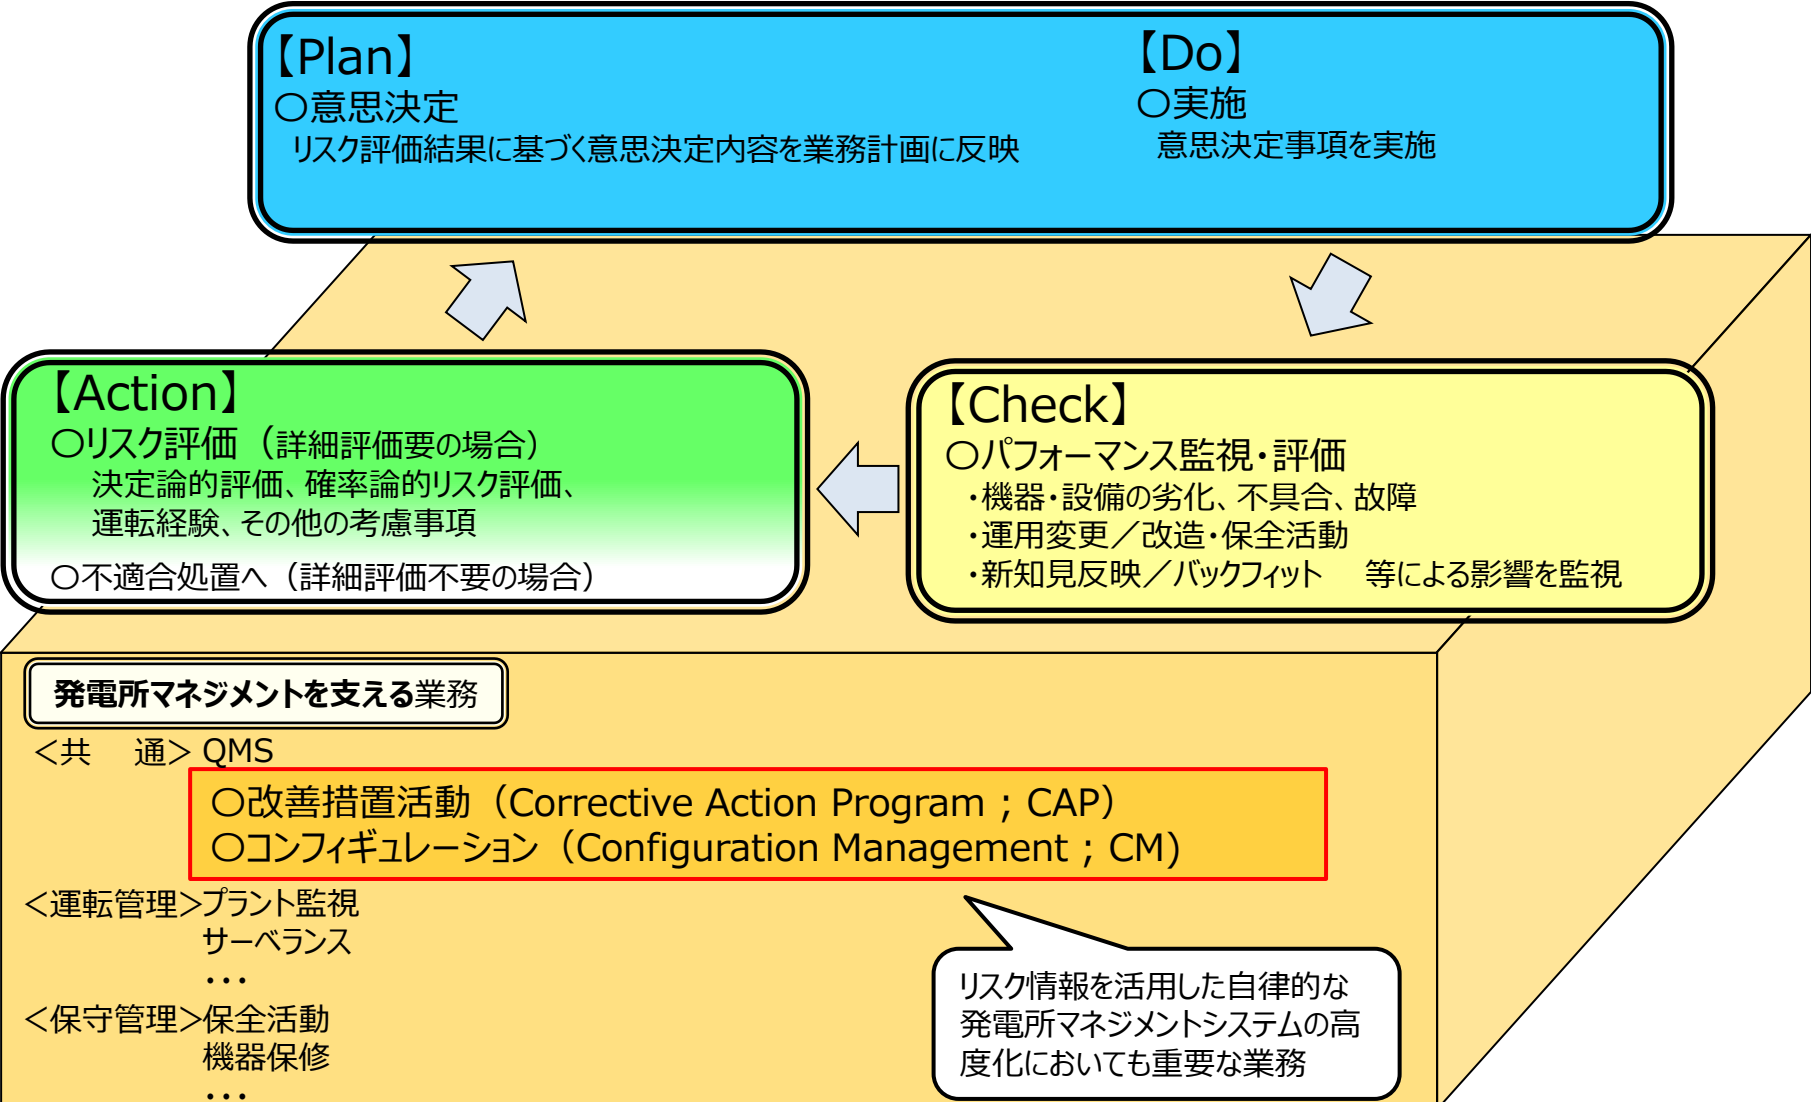 【Plan】
○意思決定
リスク評価結果に基づく意思決定内容を業務計画に反映
【Do】
○実施
意思決定事項を実施
【Action】
○リスク評価（詳細評価要の場合）
決定論的評価、確率論的リスク評価、
運転経験、その他の考慮事項
○不適合処置へ（詳細評価不要の場合）
【Check】
○パフォーマンス監視・評価
・機器・設備の劣化、不具合、故障
・運用変更／改造・保全活動
・新知見反映／バックフィット　等による影響を監視
発電所マネジメントを支える業務
＜共　通＞ QMS
○改善措置活動（Corrective Action Program；CAP）
○コンフィギュレーション（Configuration Management；CM)
＜運転管理＞プラント監視
サーベランス
・・・
＜保守管理＞保全活動
機器保修
・・・
リスク情報を活用した自律的な
発電所マネジメントシステムの高
度化においても重要な業務